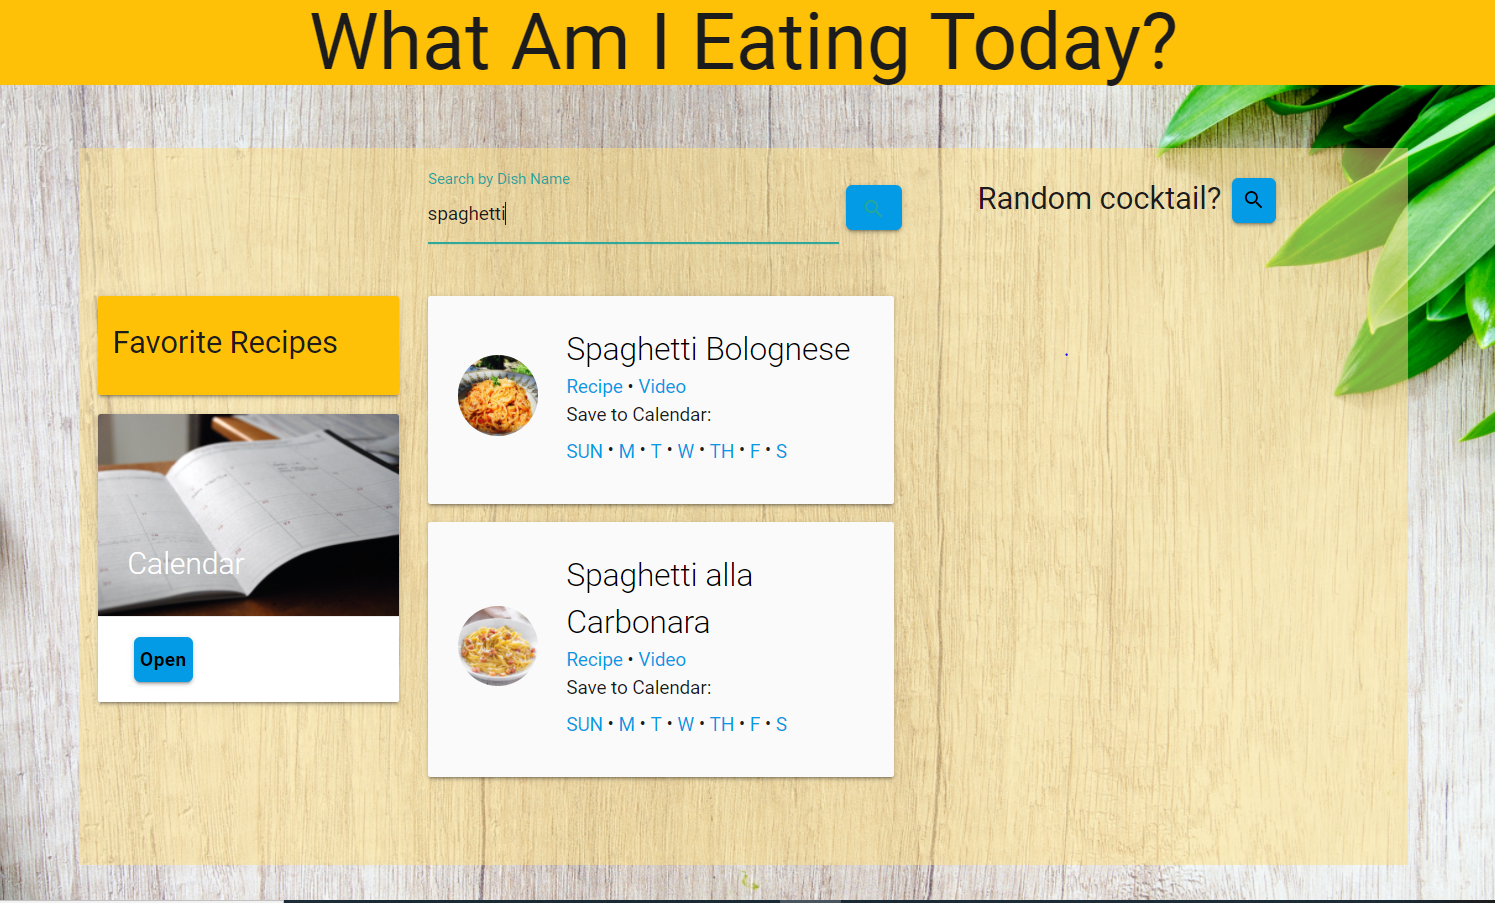 What Am I Eating Today?
Search by Dish Name
spaghetti
Random cocktail?
Favorite Recipes
Calendar
Open
Spaghetti Bolognese
Recipe • Video
Save to Calendar:
SUN • M • T • W • TH • F • S
Spaghetti alla
Carbonara
Recipe • Video
Save to Calendar:
SUN • M • T • W • TH • F • S